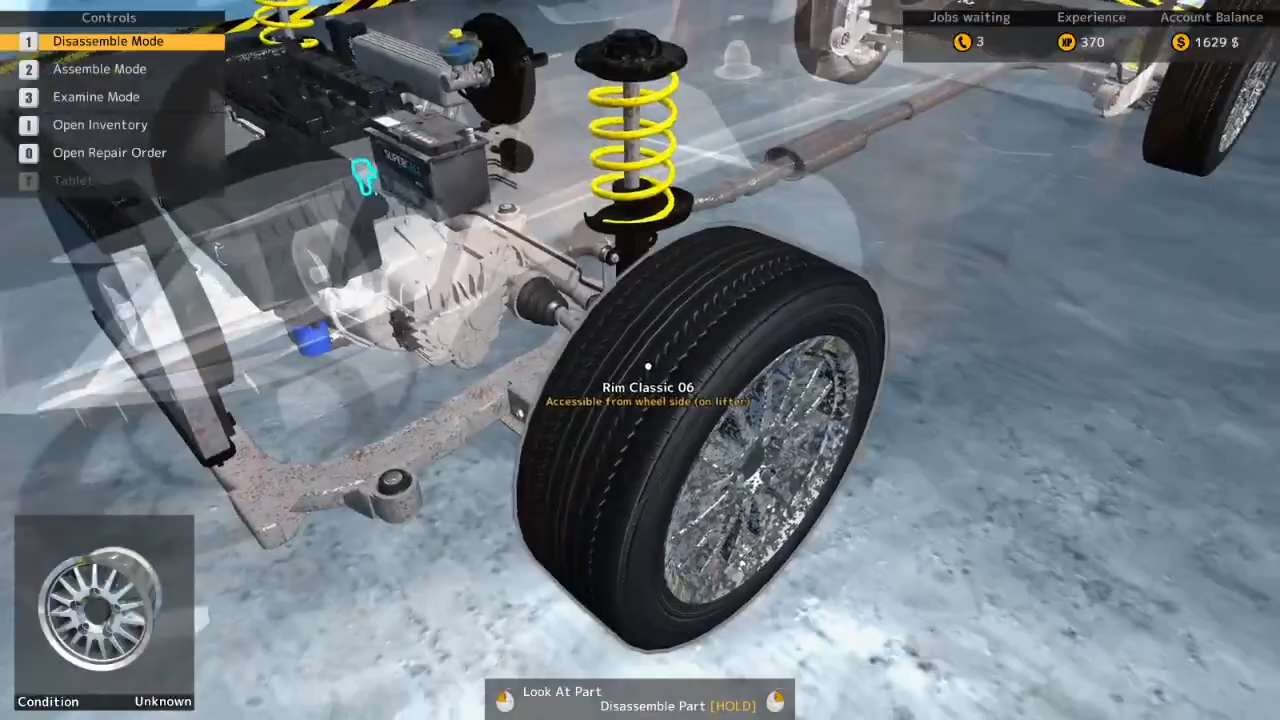 Controls
1 Disassemble Mode
2 Assemble Mode
3 Examine Mode
I Open Inventory
O Open Repair Order
T Tablet
Jobs waiting Experience Account Balance
3 XP 370 $ 1629 $
Rim Classic 06
Accessible from wheel side (on lifter)
Condition Unknown
Look At Part
Disassemble Part [HOLD]